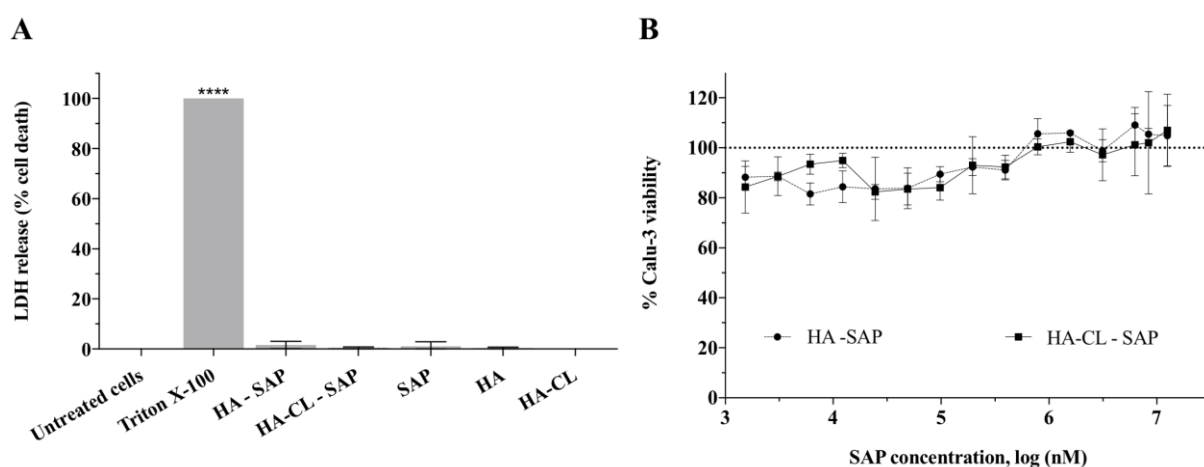 A
LDH release (% cell death)
100
80
60
40
20
0
****
Untreated cells
Triton X-100
HA - SAP
HA-CL - SAP
SAP
HA
HA-CL
B
% Calu-3 viability
120
100
80
60
40
20
0
HA -SAP
HA-CL - SAP
3
4
5
6
7
SAP concentration, log (nM)